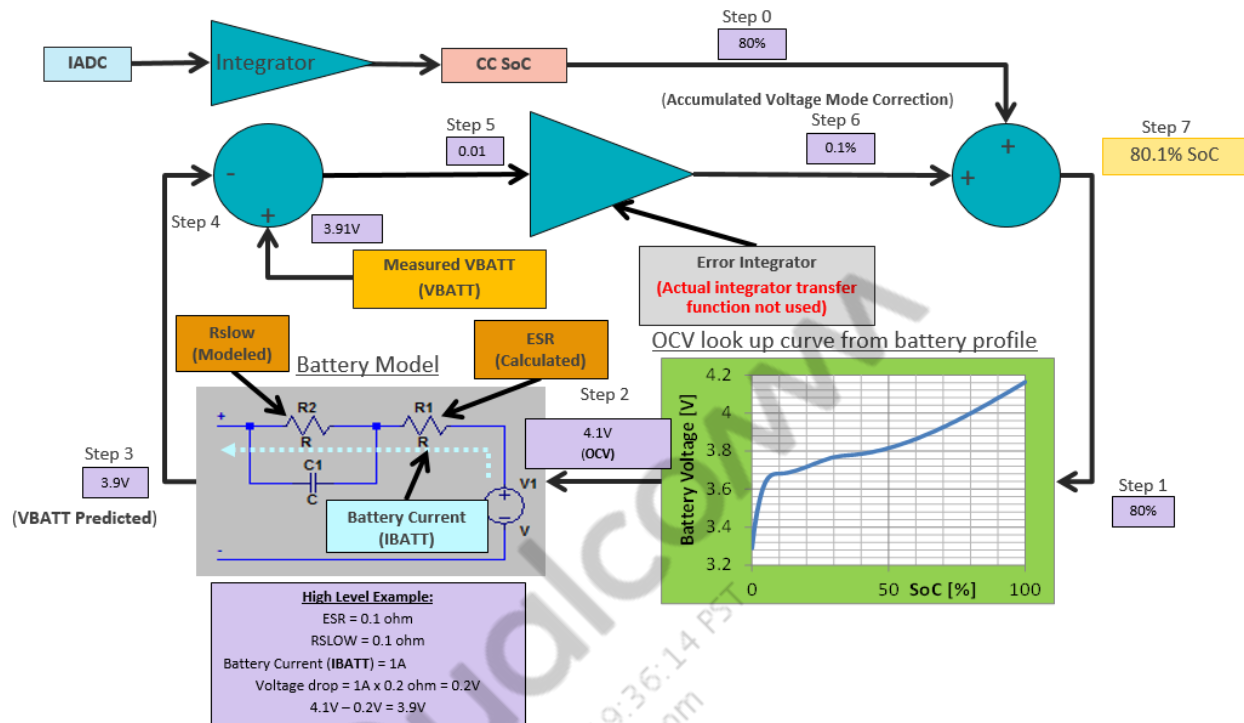 Step 0
80%
IADC
Integrator
CC SoC
(Accumulated Voltage Mode Correction)
Step 5
0.01
Step 6
0.1%
Step 7
80.1% SoC
+
+
-
+
Step 4
3.91V
Measured VBATT
(VBATT)
Error Integrator
(Actual integrator transfer
function not used)
Rslow
(Modeled)
Battery Model
ESR
(Calculated)
OCV look up curve from battery profile
Step 2
4.1V
(OCV)
Step 3
3.9V
(VBATT Predicted)
+
R2
R
R1
R
C1
C
V1
+
−
V
-
Battery Current
(IBATT)
Battery Voltage [V]
4.2
4
3.8
3.6
3.4
3.2
0
50
SoC [%]
100
Step 1
80%
High Level Example:
ESR = 0.1 ohm
RSLOW = 0.1 ohm
Battery Current (IBATT) = 1A
Voltage drop = 1A x 0.2 ohm = 0.2V
4.1V – 0.2V = 3.9V
9:36:14 PST